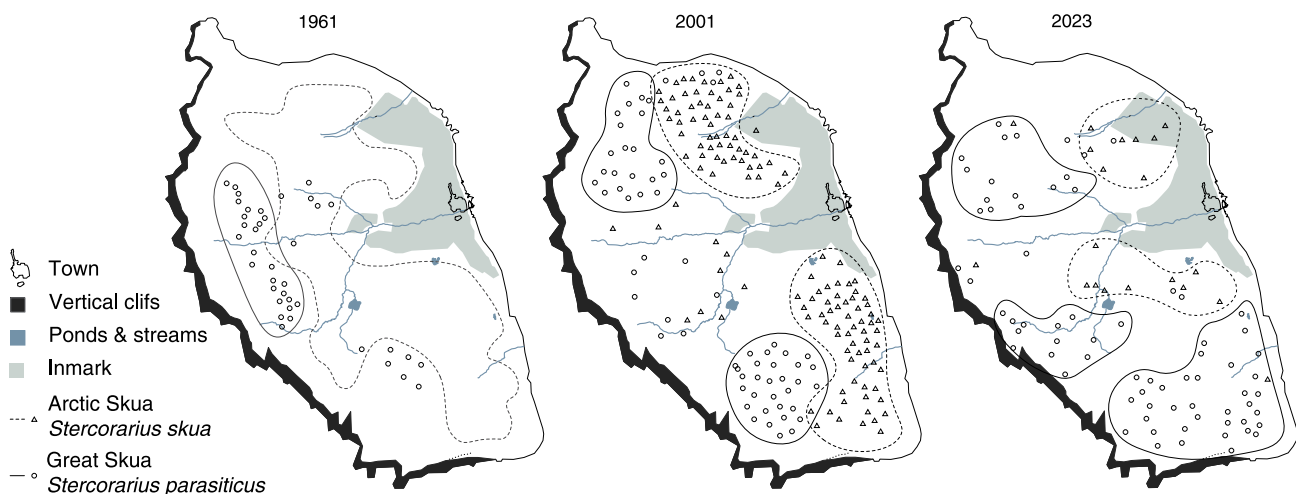 1961
2001
2023
Town
Vertical clifs
Ponds & streams
Inmark
Arctic Skua
Stercorarius skua
Great Skua
Stercorarius parasiticus